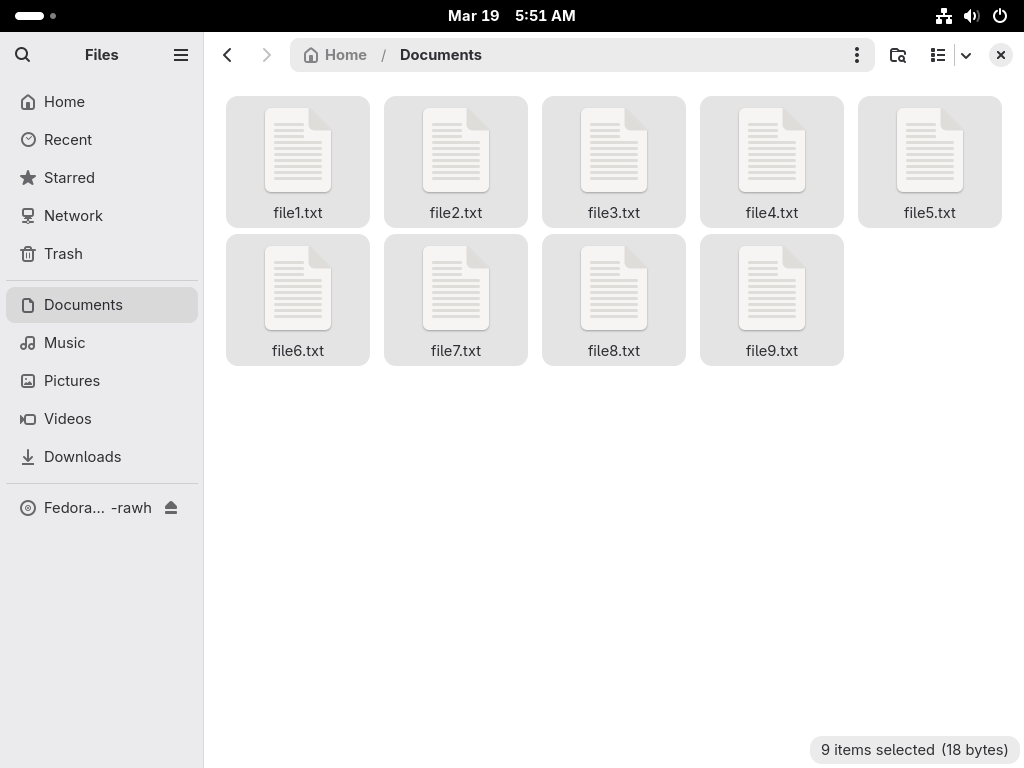 Mar 19 5:51 AM
Files
Home / Documents
Home
Recent
Starred
Network
Trash
Documents
Music
Pictures
Videos
Downloads
Fedora... -rawh
file1.txt file2.txt file3.txt file4.txt file5.txt
file6.txt file7.txt file8.txt file9.txt
9 items selected (18 bytes)